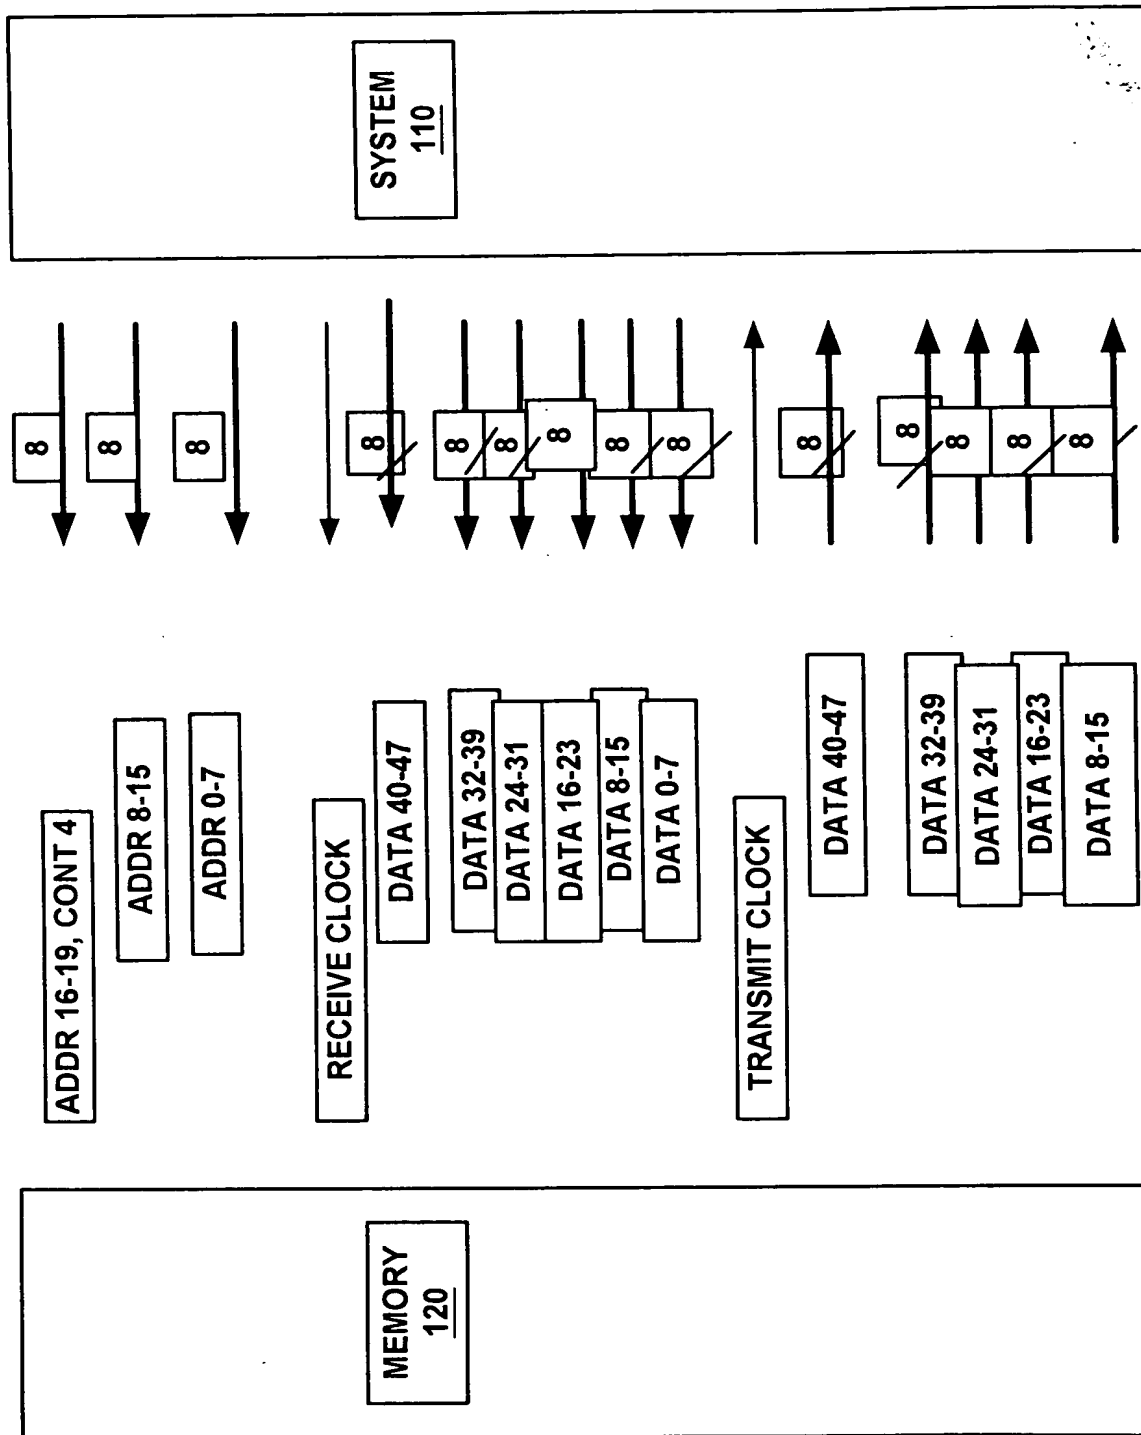 SYSTEM
110
8
8
8
8
8
8
8
8
8
8
8
8
8
8
ADDR 16-19, CONT 4
ADDR 8-15
ADDR 0-7
RECEIVE CLOCK
DATA 40-47
DATA 32-39
DATA 24-31
DATA 16-23
DATA 8-15
DATA 0-7
TRANSMIT CLOCK
DATA 40-47
DATA 32-39
DATA 24-31
DATA 16-23
DATA 8-15
MEMORY
120